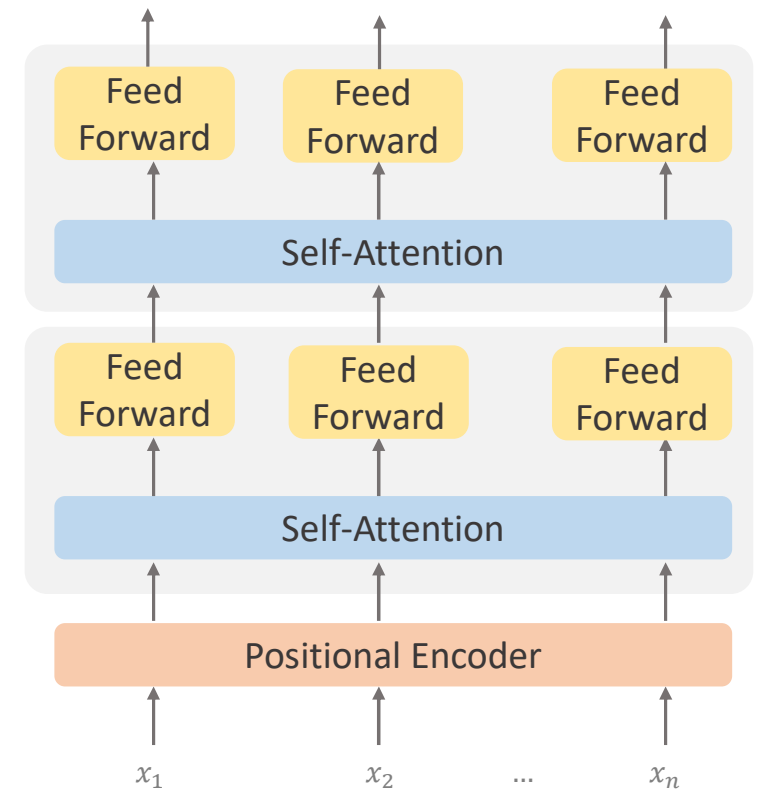 Feed Feed Feed
Forward Forward Forward
Self-Attention
Feed Feed Feed
Forward Forward Forward
Self-Attention
Positional Encoder
x₁ x₂ ... xₙ